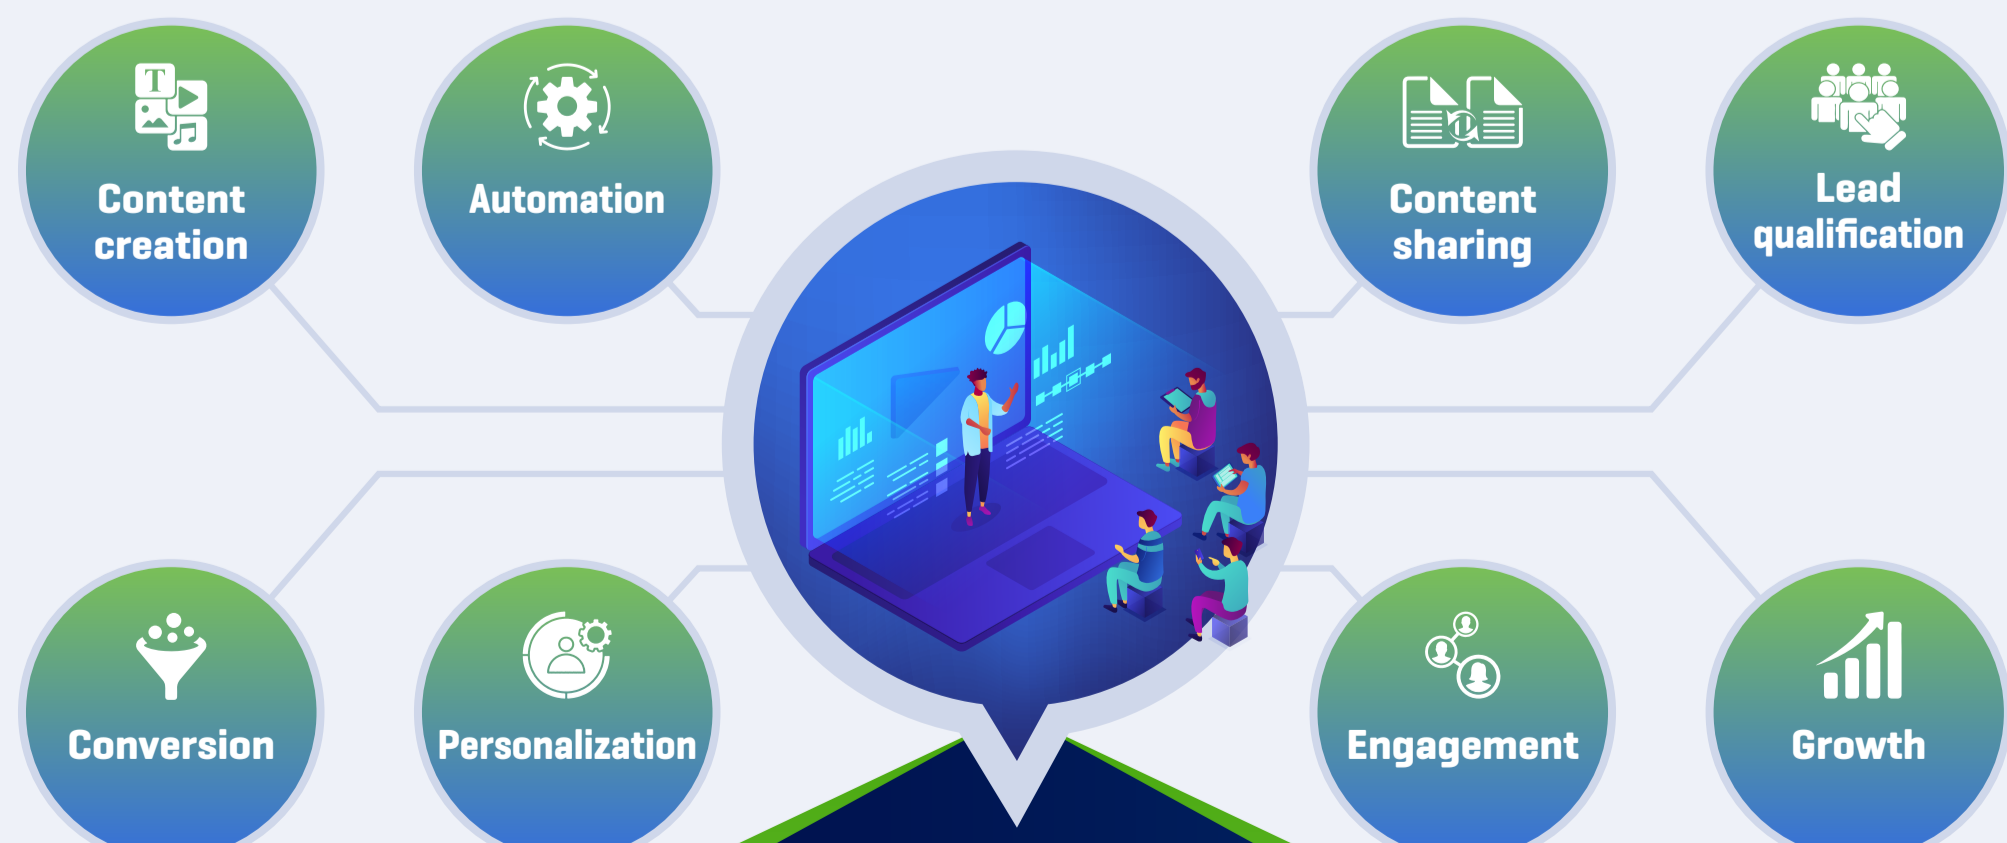 Content
creation
Automation
Content
sharing
Lead
qualification
Conversion
Personalization
Engagement
Growth